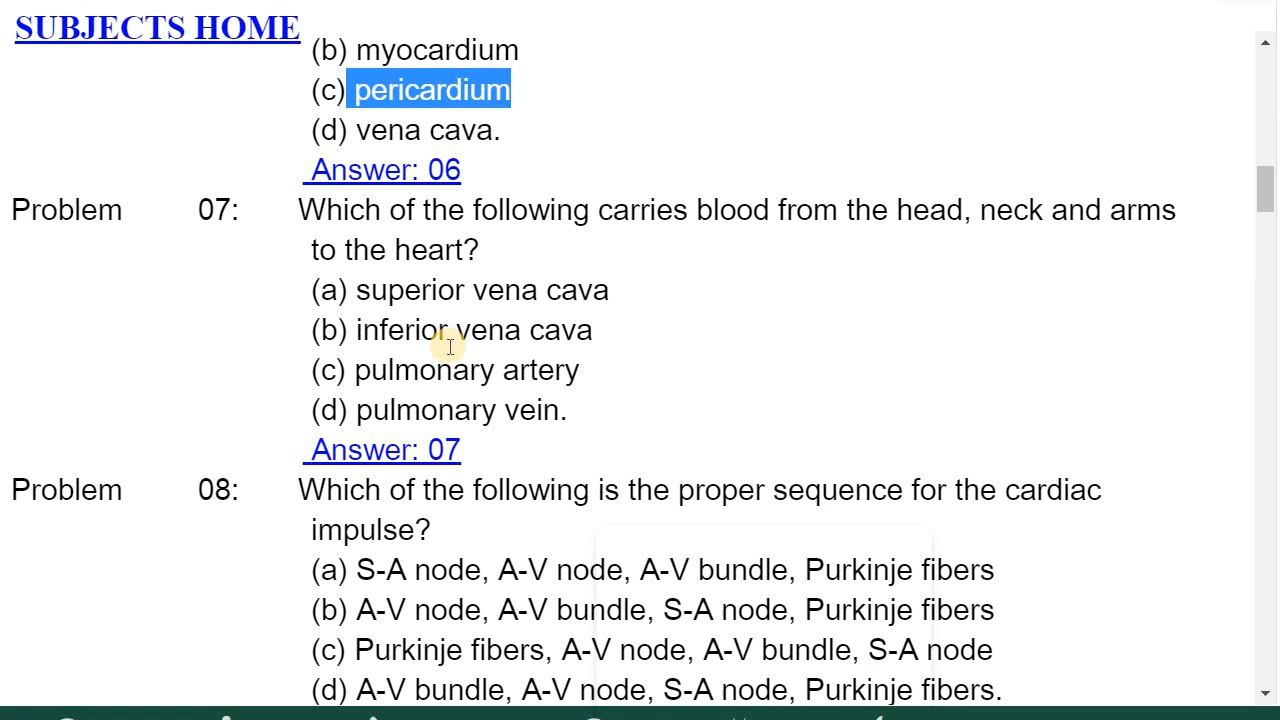 SUBJECTS HOME
(b) myocardium
(c) pericardium
(d) vena cava.
Answer: 06
Problem 07: Which of the following carries blood from the head, neck and arms
to the heart?
(a) superior vena cava
(b) inferior vena cava
(c) pulmonary artery
(d) pulmonary vein.
Answer: 07
Problem 08: Which of the following is the proper sequence for the cardiac
impulse?
(a) S-A node, A-V node, A-V bundle, Purkinje fibers
(b) A-V node, A-V bundle, S-A node, Purkinje fibers
(c) Purkinje fibers, A-V node, A-V bundle, S-A node
(d) A-V bundle, A-V node, S-A node, Purkinje fibers.